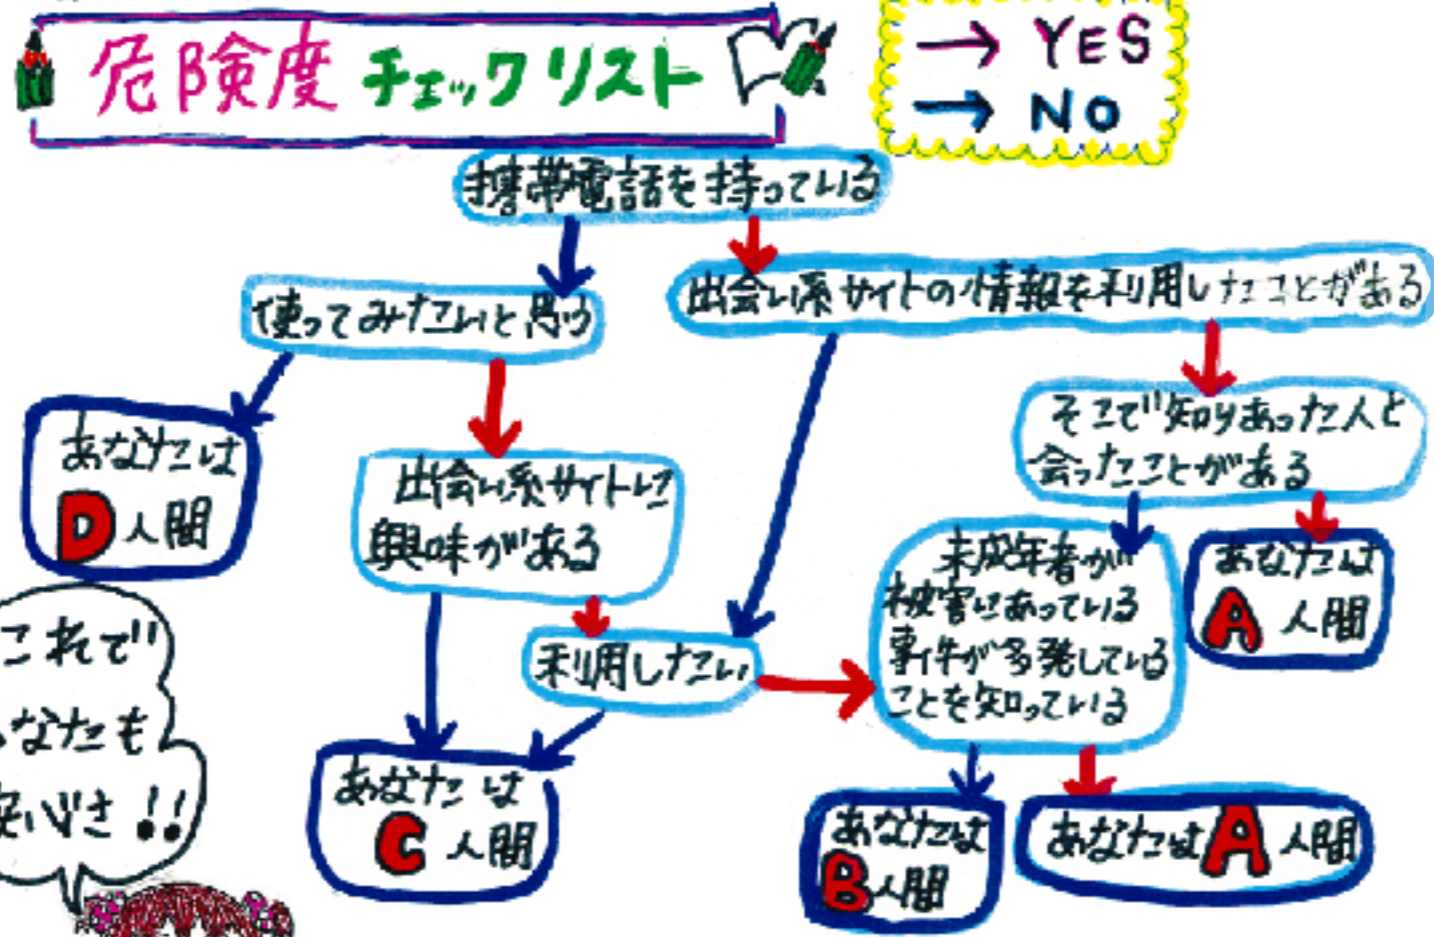 危険度チェックリスト
→ YES
→ NO
携帯電話を持っている
使ってみたいと思う
出会い系サイトの情報を利用したことがある
あなたは
D人間
出会い系サイトに
興味がある
そこで知りあった人と
会ったことがある
利用したい
未成年者が
被害にあっている
事件が多発している
ことを知っている
あなたは
A人間
あなたは
C人間
あなたは
B人間
あなたはA人間
これで
なたも
!!